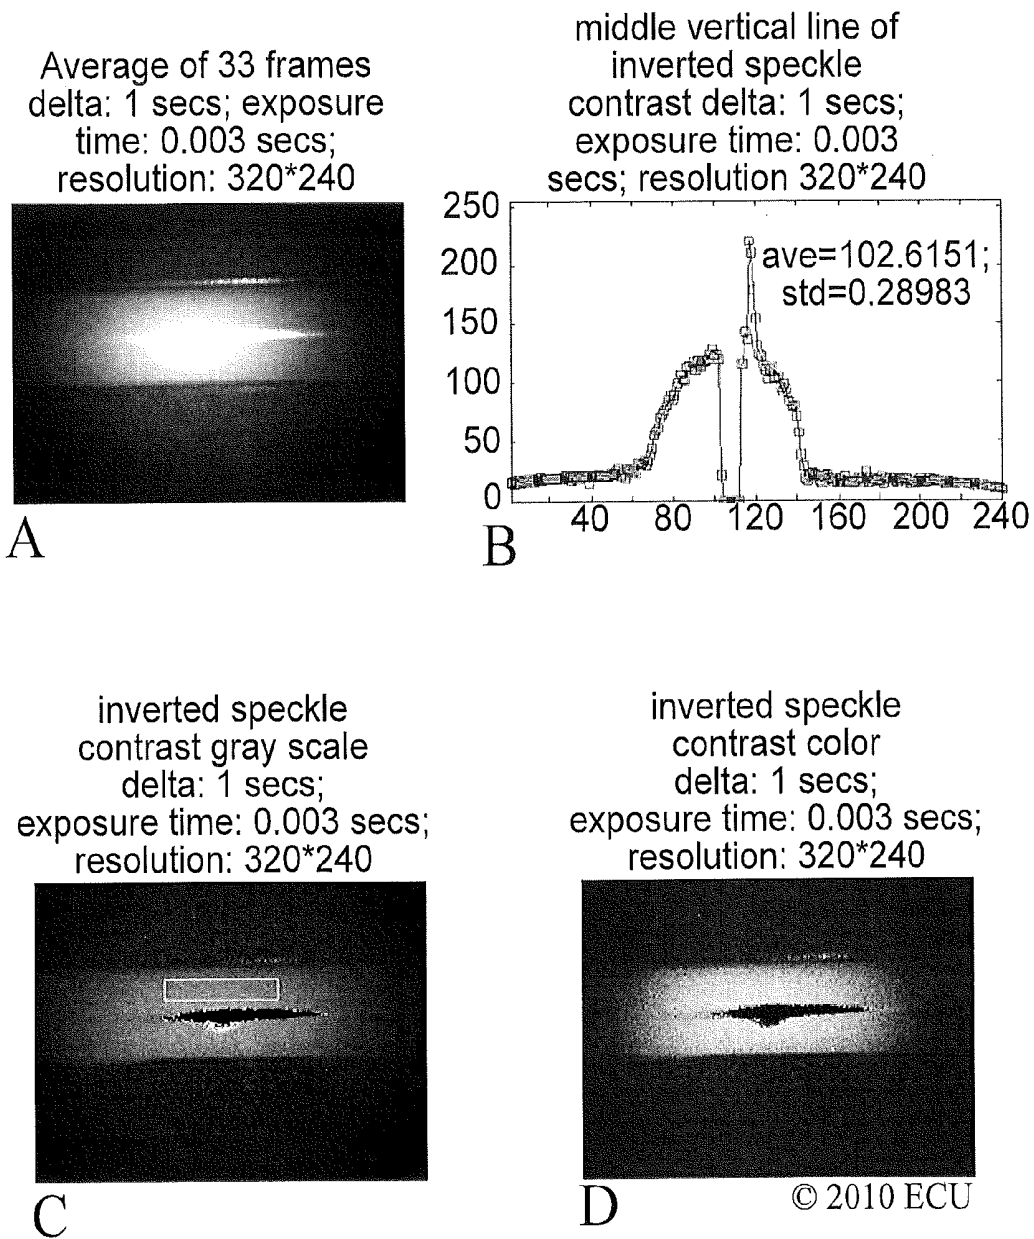 Average of 33 frames
delta: 1 secs; exposure
time: 0.003 secs;
resolution: 320*240
A
middle vertical line of
inverted speckle
contrast delta: 1 secs;
exposure time: 0.003
secs; resolution 320*240
250
200
150
100
50
0
ave=102.6151;
std=0.28983
40 80 120 160 200 240
B
inverted speckle
contrast gray scale
delta: 1 secs;
exposure time: 0.003 secs;
resolution: 320*240
C
inverted speckle
contrast color
delta: 1 secs;
exposure time: 0.003 secs;
resolution: 320*240
D
© 2010 ECU